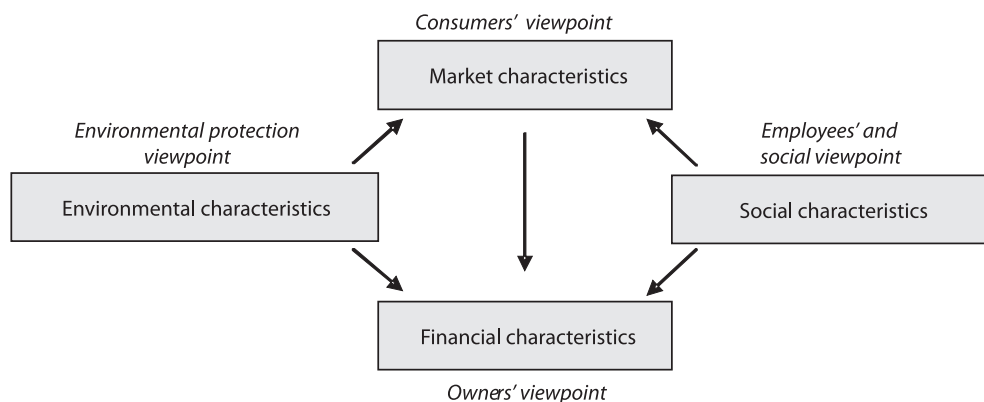 Consumers' viewpoint
Market characteristics
Environmental protection
viewpoint
Employees' and
social viewpoint
Environmental characteristics
Social characteristics
Financial characteristics
Owners' viewpoint